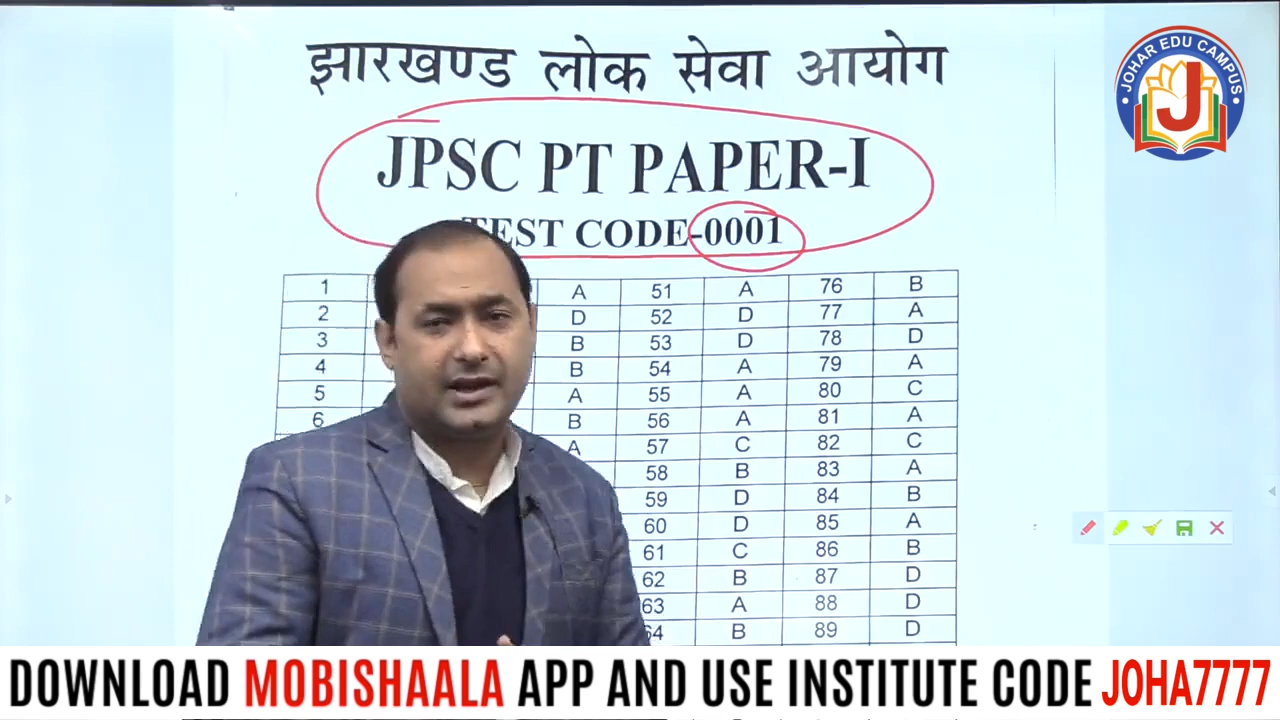 झारखण्ड लोक सेवा आयोग
JOHAR EDU CAMPUS
J
JPSC PT PAPER-I
TEST CODE-0001
1 A 51 A 76 B
2 D 52 D 77 A
3 B 53 D 78 D
4 B 54 A 79 A
5 A 55 A 80 C
6 B 56 A 81 A
A 57 C 82 C
58 B 83 A
59 D 84 B
60 D 85 A
61 C 86 B
62 B 87 D
63 A 88 D
64 B 89 D
DOWNLOAD MOBISHAALA APP AND USE INSTITUTE CODE JOHA7777